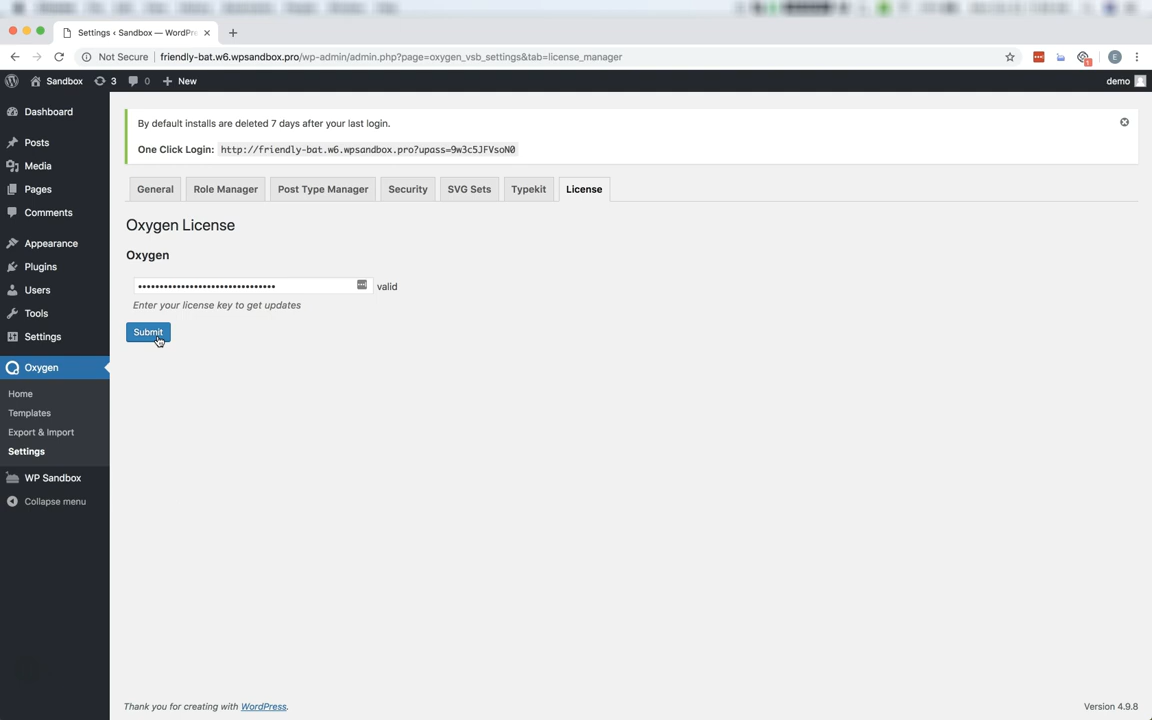 Settings ‹ Sandbox — WordPr
Not Secure friendly-bat.w6.wpsandbox.pro/wp-admin/admin.php?page=oxygen_vsb_settings&tab=license_manager
1
E
Sandbox 3 0 New
demo
Dashboard
Posts
Media
Pages
Comments
Appearance
Plugins
Users
Tools
Settings
Oxygen
Home
Templates
Export & Import
Settings
WP Sandbox
Collapse menu
By default installs are deleted 7 days after your last login.
One Click Login: http://friendly-bat.w6.wpsandbox.pro?upass=9w3c5JFVsoN0
General Role Manager Post Type Manager Security SVG Sets Typekit License
Oxygen License
Oxygen
valid
Enter your license key to get updates
Submit
Thank you for creating with WordPress.
Version 4.9.8